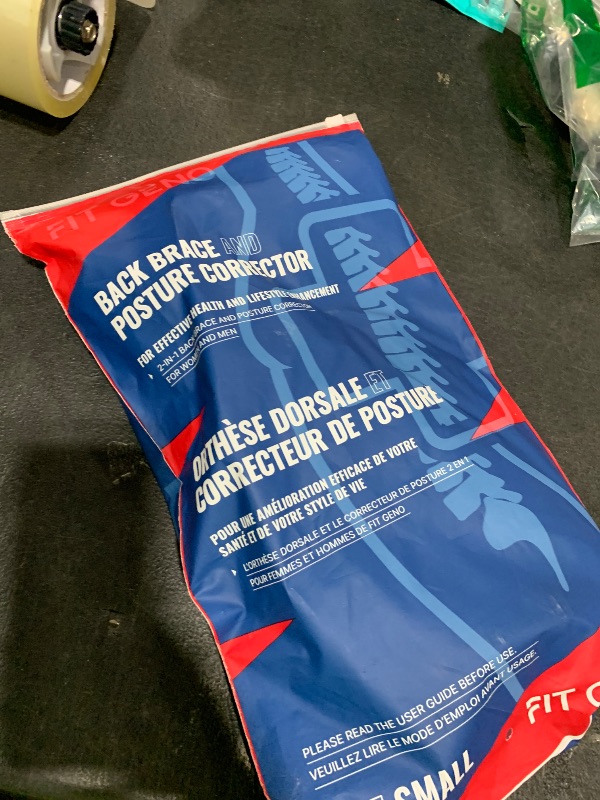 FIT GENO
BACK BRACE AND
POSTURE CORRECTOR
FOR EFFECTIVE HEALTH AND LIFESTYLE ENHANCEMENT
2-IN-1 BACK BRACE AND POSTURE CORRECTOR
FOR WOMEN AND MEN
ORTHÈSE DORSALE ET
CORRECTEUR DE POSTURE
POUR UNE AMÉLIORATION EFFICACE DE VOTRE
SANTÉ ET DE VOTRE STYLE DE VIE
L'ORTHÈSE DORSALE ET LE CORRECTEUR DE POSTURE 2 EN 1
POUR FEMMES ET HOMMES DE FIT GENO
PLEASE READ THE USER GUIDE BEFORE USE.
VEUILLEZ LIRE LE MODE D'EMPLOI AVANT USAGE.
FIT G
SMALL